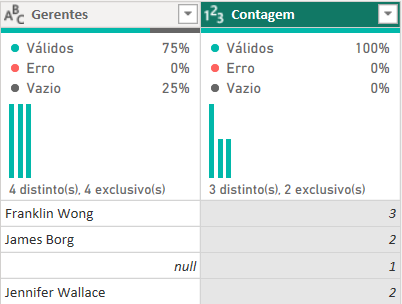 ABC Gerentes
123 Contagem
Válidos 75%
Erro 0%
Vazio 25%
4 distinto(s), 4 exclusivo(s)
Válidos 100%
Erro 0%
Vazio 0%
3 distinto(s), 2 exclusivo(s)
Franklin Wong 3
James Borg 2
null 1
Jennifer Wallace 2